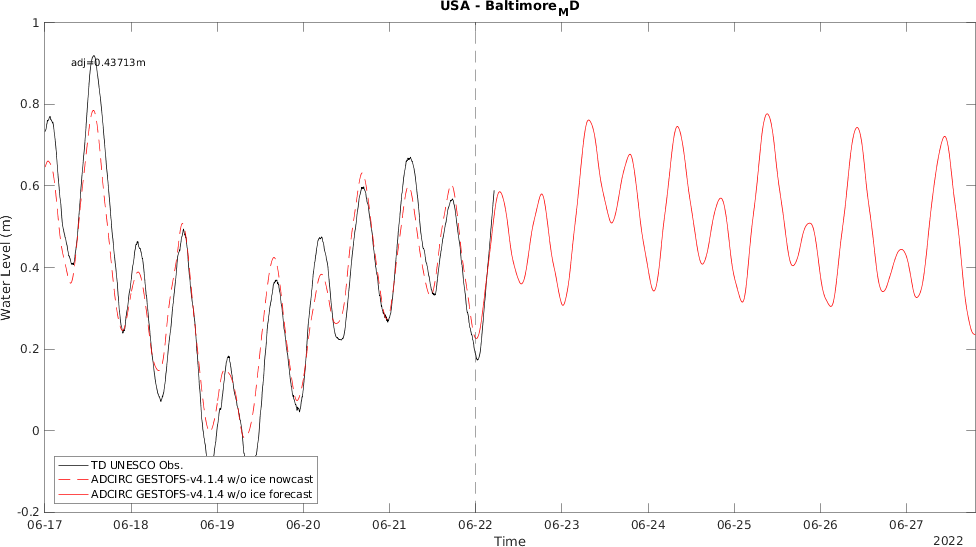 USA - Baltimore_MD
adj=0.43713m
1
0.8
0.6
0.4
0.2
0
-0.2
Water Level (m)
TD UNESCO Obs.
ADCIRC GESTOFS-v4.1.4 w/o ice nowcast
ADCIRC GESTOFS-v4.1.4 w/o ice forecast
06-17 06-18 06-19 06-20 06-21 06-22 06-23 06-24 06-25 06-26 06-27
Time
2022